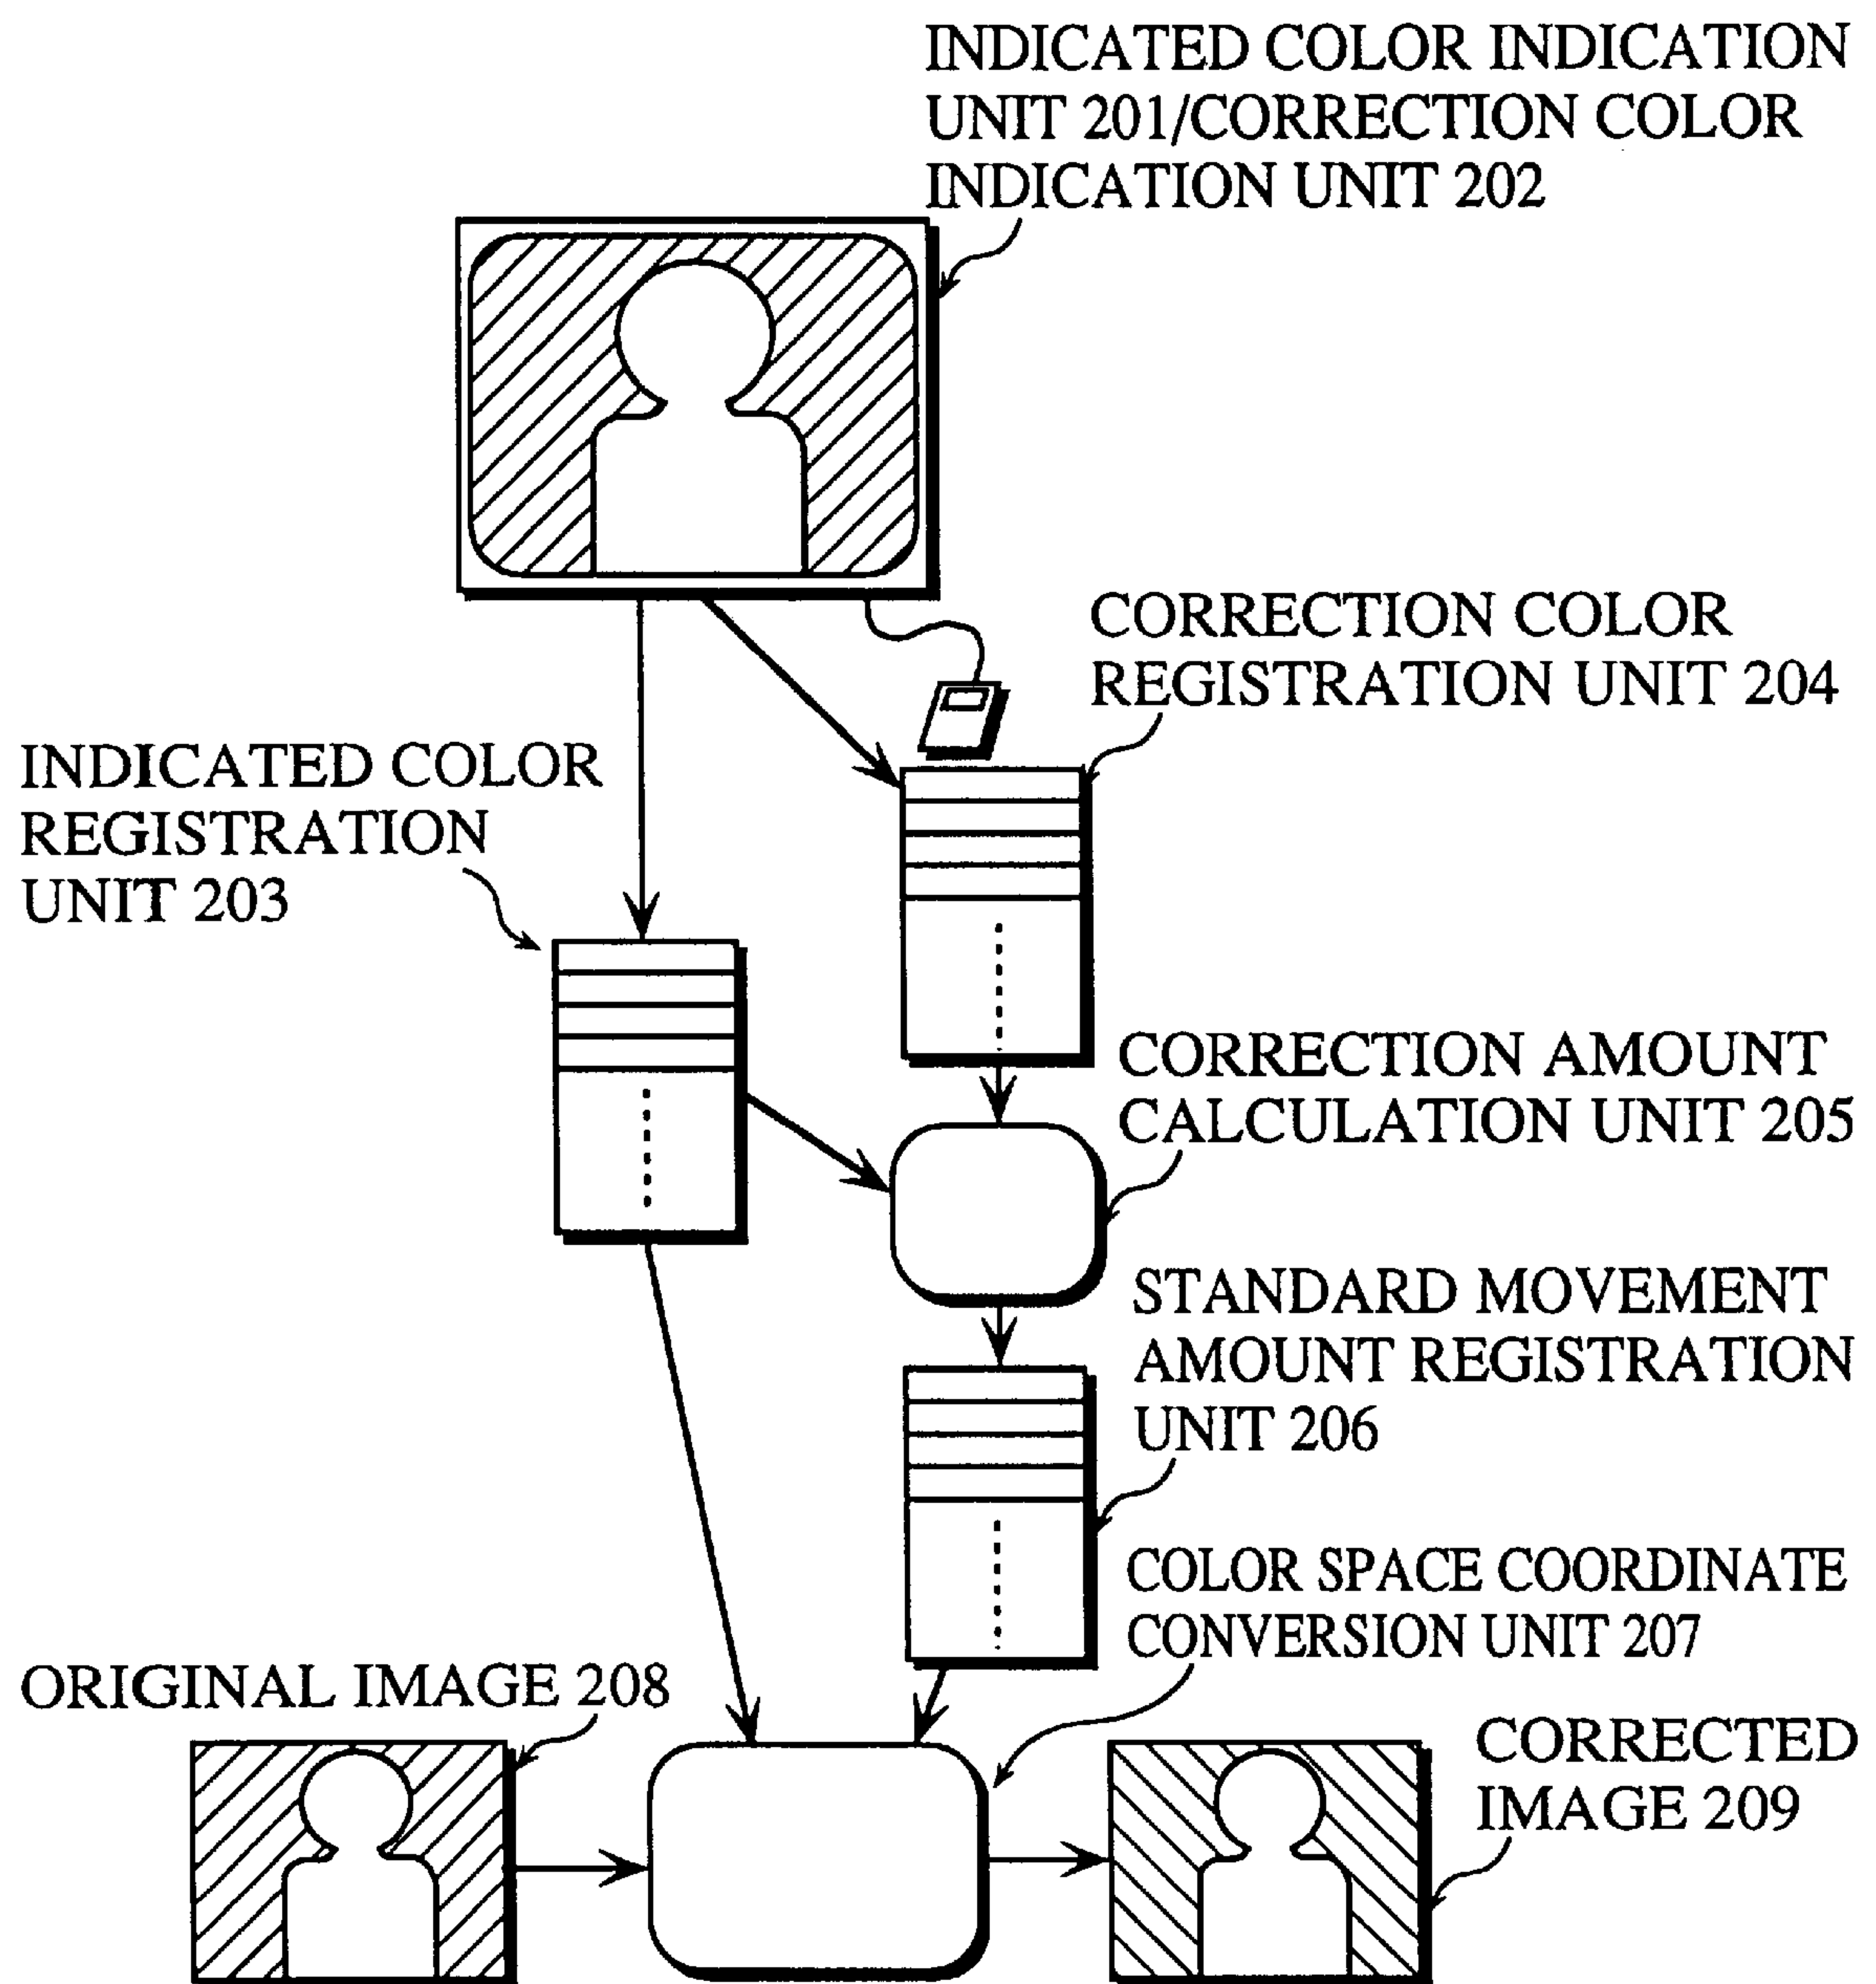 INDICATED COLOR INDICATION
UNIT 201/CORRECTION COLOR
INDICATION UNIT 202
CORRECTION COLOR
REGISTRATION UNIT 204
INDICATED COLOR
REGISTRATION
UNIT 203
CORRECTION AMOUNT
CALCULATION UNIT 205
STANDARD MOVEMENT
AMOUNT REGISTRATION
UNIT 206
COLOR SPACE COORDINATE
CONVERSION UNIT 207
ORIGINAL IMAGE 208
CORRECTED
IMAGE 209